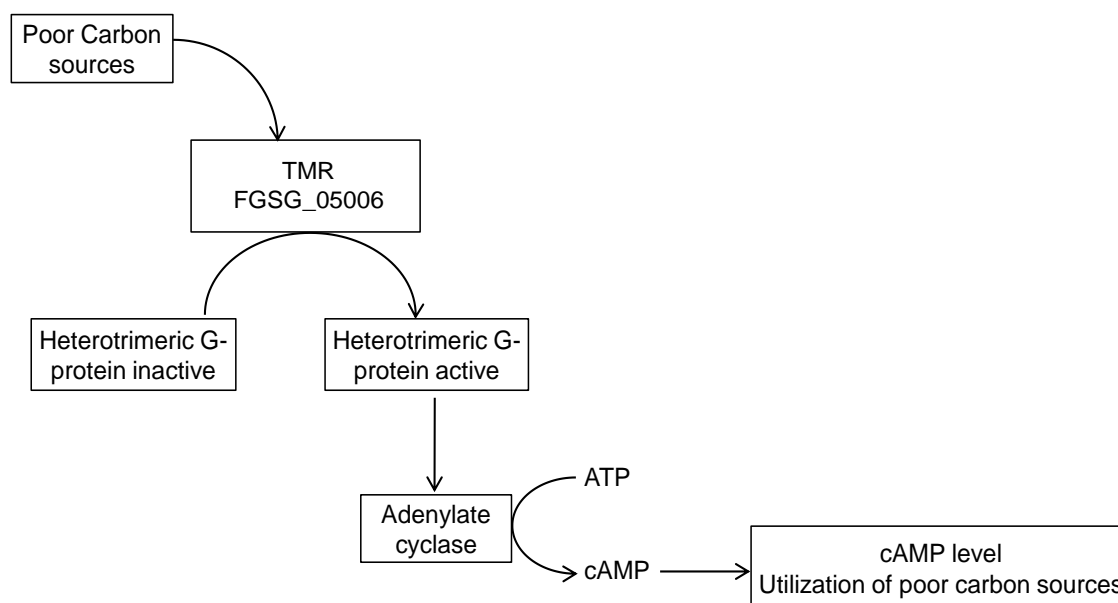 Poor Carbon
sources
TMR
FGSG_05006
Heterotrimeric G-
protein inactive
Heterotrimeric G-
protein active
Adenylate
cyclase
ATP
cAMP
cAMP level
Utilization of poor carbon sources